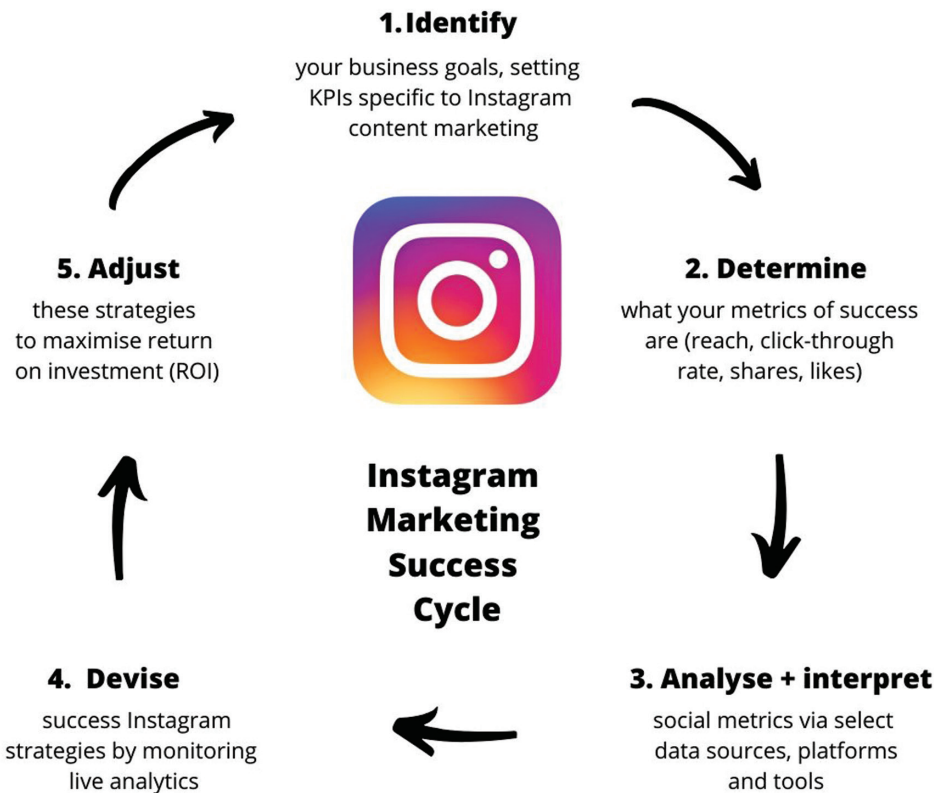 1. Identify
your business goals, setting
KPIs specific to Instagram
content marketing
2. Determine
what your metrics of success
are (reach, click-through
rate, shares, likes)
3. Analyse + interpret
social metrics via select
data sources, platforms
and tools
4. Devise
success Instagram
strategies by monitoring
live analytics
5. Adjust
these strategies
to maximise return
on investment (ROI)
Instagram
Marketing
Success
Cycle